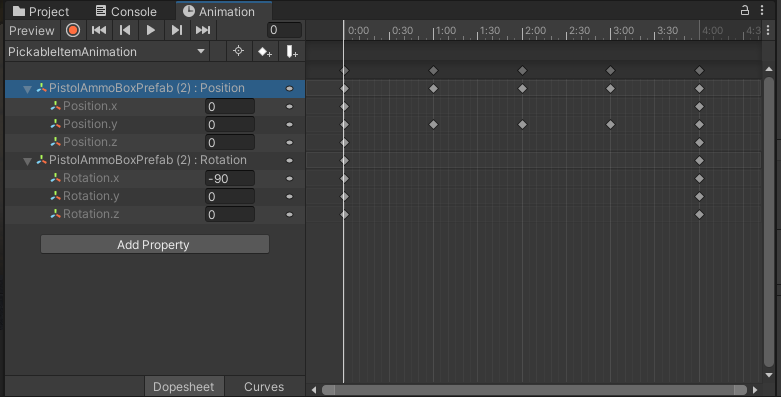 Project Console Animation
Preview 0 0:00 0:30 1:00 1:30 2:00 2:30 3:00 3:30 4:00 4:3
PickableItemAnimation
PistolAmmoBoxPrefab (2) : Position
Position.x 0
Position.y 0
Position.z 0
PistolAmmoBoxPrefab (2) : Rotation
Rotation.x -90
Rotation.y 0
Rotation.z 0
Add Property
Dopesheet Curves